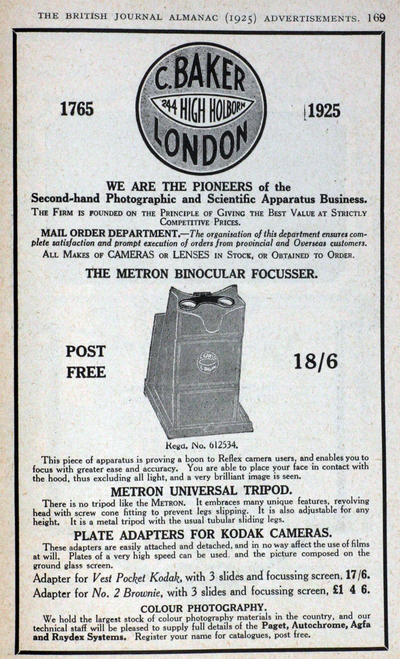 THE BRITISH JOURNAL ALMANAC (1925) ADVERTISEMENTS. 169
C. BAKER
244 HIGH HOLBORN
LONDON
1765
1925
WE ARE THE PIONEERS of the
Second-hand Photographic and Scientific Apparatus Business.
THE FIRM IS FOUNDED ON THE PRINCIPLE OF GIVING THE BEST VALUE AT STRICTLY
COMPETITIVE PRICES.
MAIL ORDER DEPARTMENT.—The organisation of this department ensures com-
plete satisfaction and prompt execution of orders from provincial and Overseas customers.
ALL MAKES OF CAMERAS OR LENSES IN STOCK, OR OBTAINED TO ORDER.
THE METRON BINOCULAR FOCUSSER.
POST
FREE
18/6
Regd. No. 612534.
This piece of apparatus is proving a boon to Reflex camera users, and enables you to
focus with greater ease and accuracy. You are able to place your face in contact with
the hood, thus excluding all light, and a very brilliant image is seen.
METRON UNIVERSAL TRIPOD.
There is no tripod like the METRON. It embraces many unique features, revolving
head with screw cone fitting to prevent legs slipping. It is also adjustable for any
height. It is a metal tripod with the usual tubular sliding legs.
PLATE ADAPTERS FOR KODAK CAMERAS.
These adapters are easily attached and detached, and in no way affect the use of films
at will. Plates of a very high speed can be used, and the picture composed on the
ground glass screen.
Adapter for Vest Pocket Kodak, with 3 slides and focussing screen, 17/6.
Adapter for No. 2 Brownie, with 3 slides and focussing screen, £1 4 6.
COLOUR PHOTOGRAPHY.
We hold the largest stock of colour photography materials in the country, and our
technical staff will be pleased to supply full details of the Paget, Autochrome, Agfa
and Raydex Systems. Register your name for catalogues, post free.